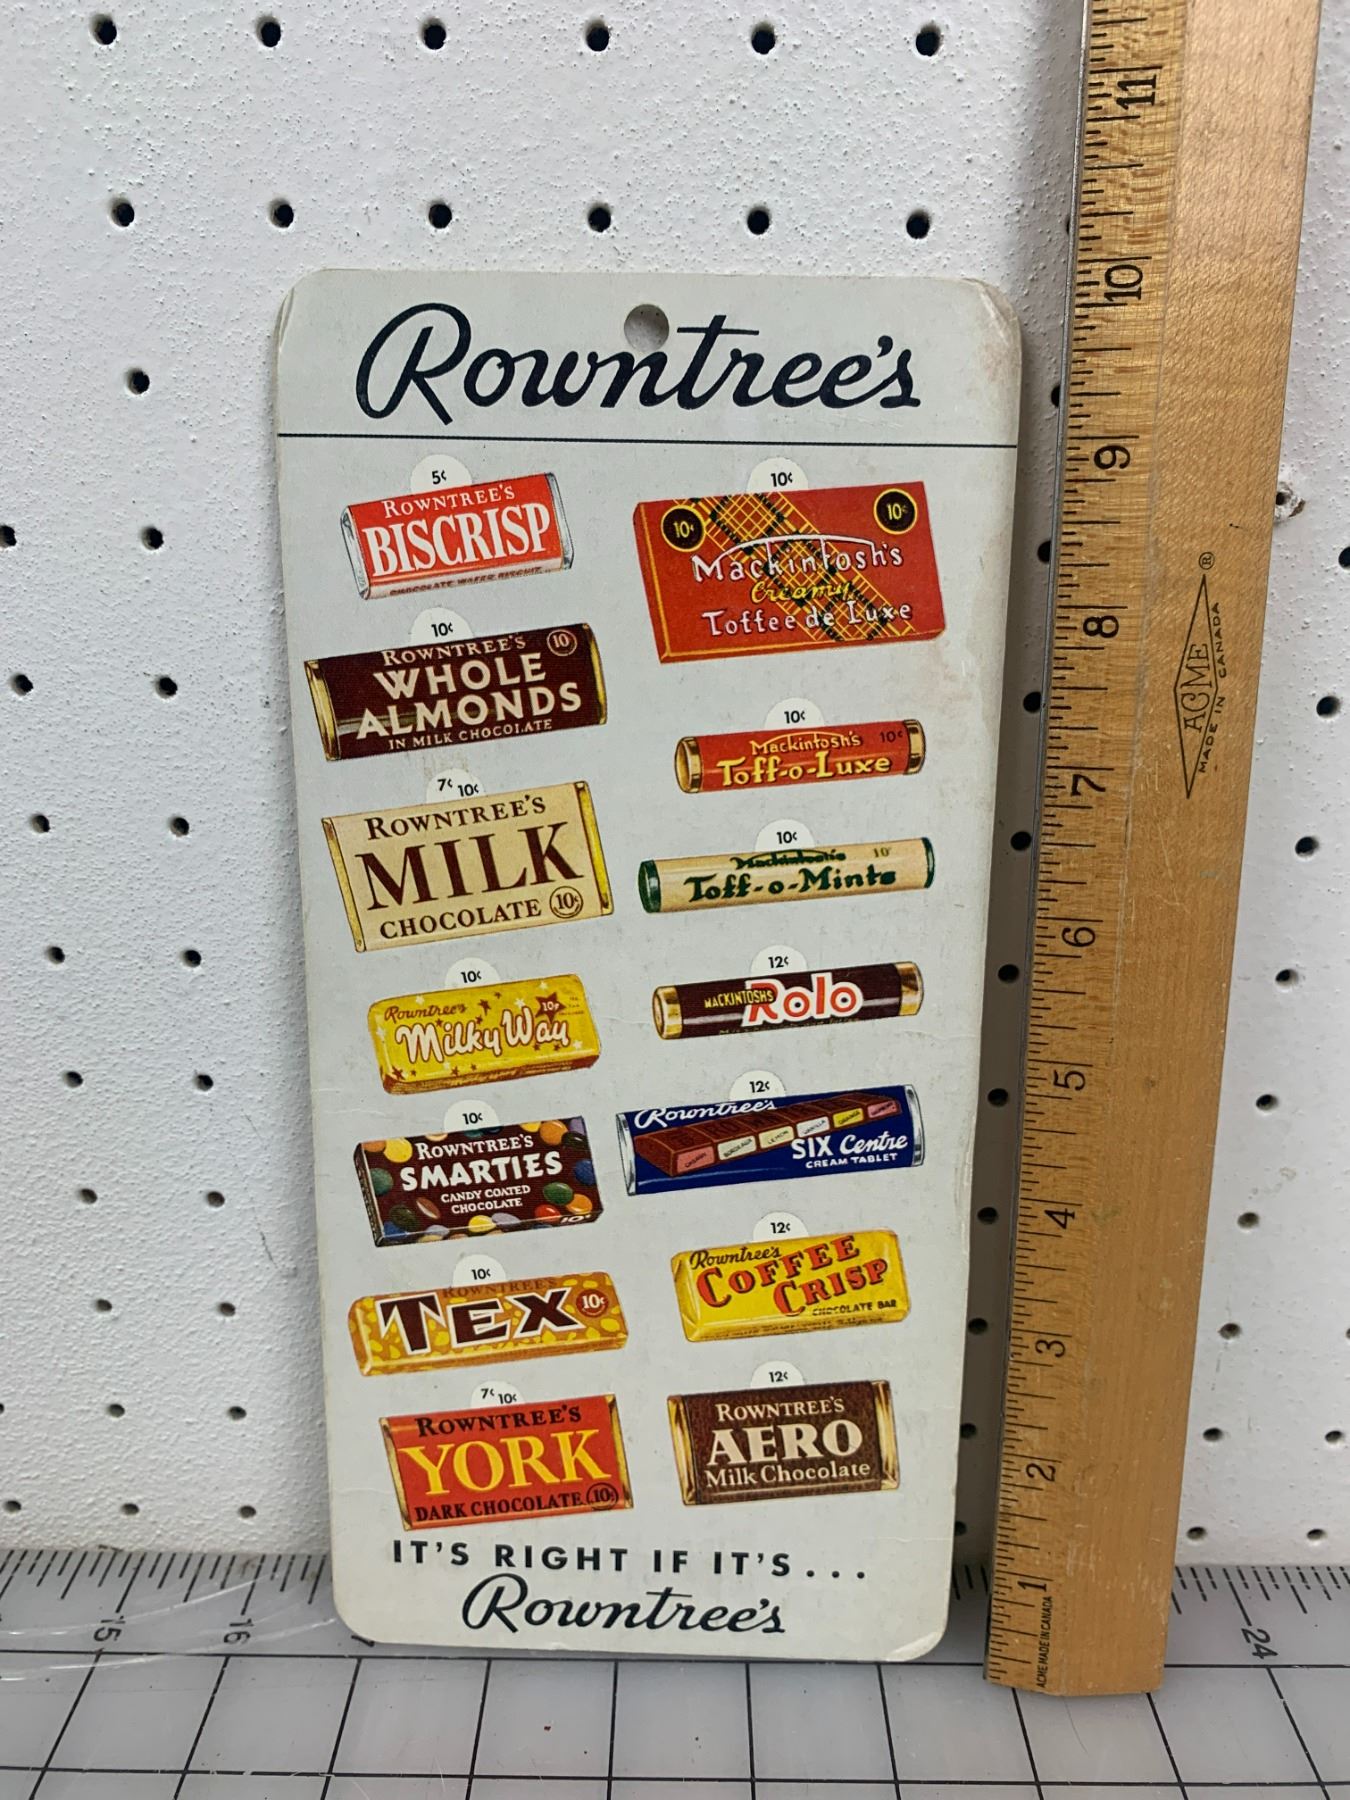 Rowntree's
5¢
ROWNTREE'S
BISCRISP
CHOCOLATE WAFER BISCUIT
10¢
ROWNTREE'S 10
WHOLE
ALMONDS
IN MILK CHOCOLATE
7¢ 10¢
ROWNTREE'S
MILK
CHOCOLATE 10¢
10¢
Rowntree's 10¢
Milky Way
10¢
ROWNTREE'S
SMARTIES
CANDY COATED
CHOCOLATE
10¢
10¢
ROWNTREE'S
TEX 10¢
7¢ 10¢
ROWNTREE'S
YORK
DARK CHOCOLATE 10¢
10¢
10¢ 10¢
Mackintosh's
Creamy
Toffee de Luxe
10¢
Mackintosh's 10¢
Toff-o-Luxe
10¢
Mackintosh's 10¢
Toff-o-Mints
12¢
MACKINTOSH'S Rolo
12¢
Rowntree's
LEMON VANILLA ORANGE
SIX Centre
CREAM TABLET
12¢
Rowntree's
COFFEE
CRISP
CHOCOLATE BAR
12¢
ROWNTREE'S
AERO
Milk Chocolate
IT'S RIGHT IF IT'S...
Rowntree's
11
10
9
8
7
6
5
4
3
2
1
ACME ®
MADE IN CANADA
ACME MADE IN CANADA
15
16
24